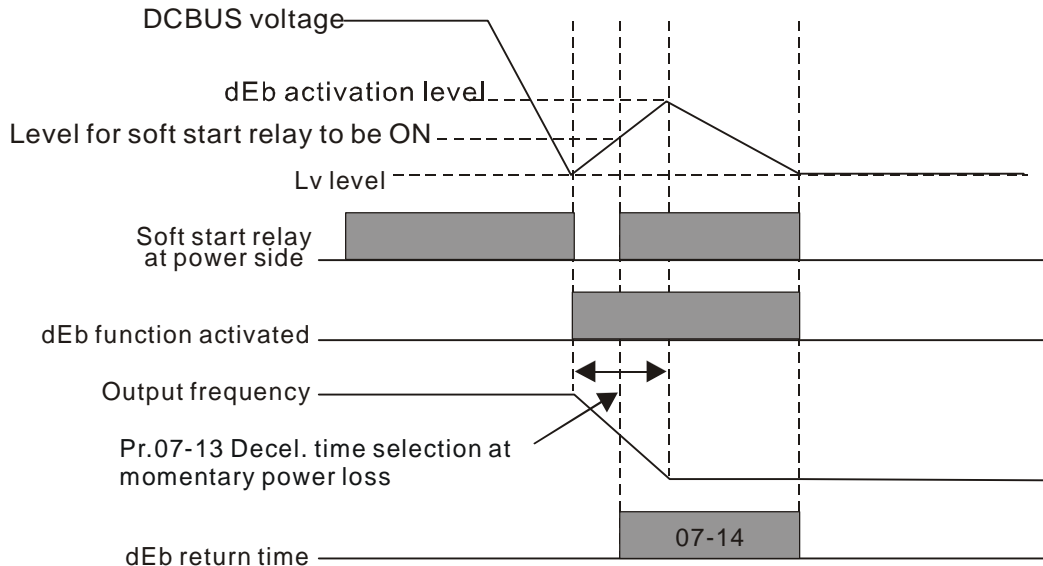 DCBUS voltage
dEb activation level
Level for soft start relay to be ON
Lv level
Soft start relay
at power side
dEb function activated
Output frequency
Pr.07-13 Decel. time selection at
momentary power loss
07-14
dEb return time